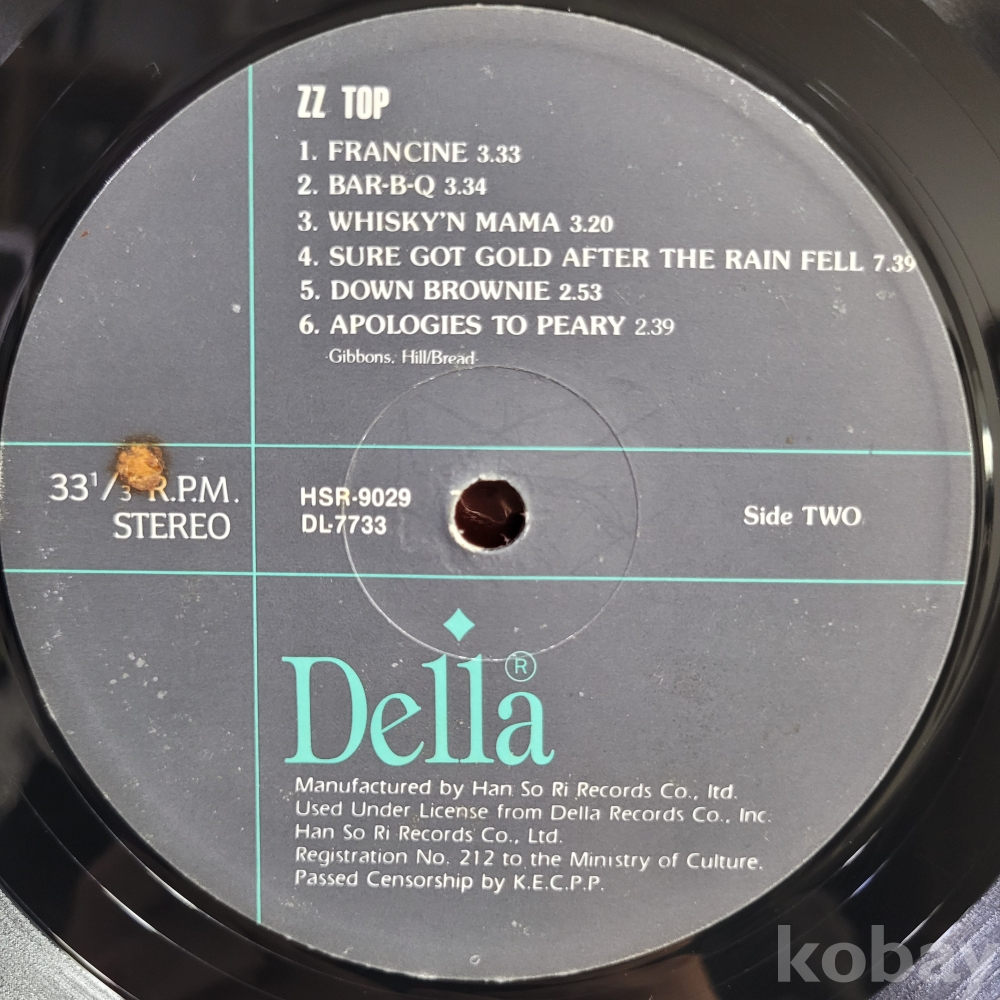 ZZ TOP
1. FRANCINE 3.33
2. BAR-B-Q 3.34
3. WHISKY'N MAMA 3.20
4. SURE GOT GOLD AFTER THE RAIN FELL 7.39
5. DOWN BROWNIE 2.53
6. APOLOGIES TO PEARY 2.39
·Gibbons, Hill/Bread·
33 1/3 R.P.M.
STEREO
HSR-9029
DL-7733
Side TWO
Della ®
Manufactured by Han So Ri Records Co., ltd.
Used Under License from Della Records Co., Inc.
Han So Ri Records Co., Ltd.
Registration No. 212 to the Ministry of Culture.
Passed Censorship by K.E.C.P.P.
kobay